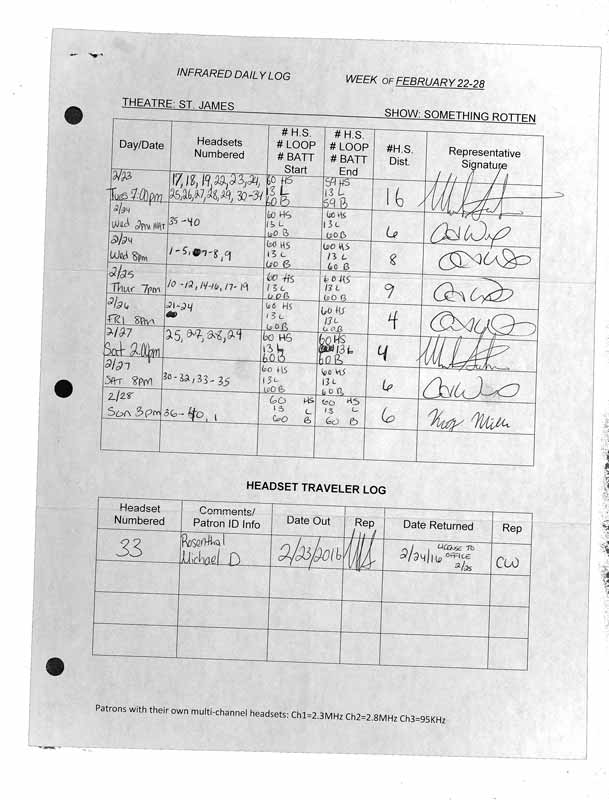 INFRARED DAILY LOG WEEK OF FEBRUARY 22-28
THEATRE: ST. JAMES SHOW: SOMETHING ROTTEN
Day/Date Headsets Numbered # H.S. # LOOP # BATT Start # H.S. # LOOP # BATT End #H.S. Dist. Representative Signature
2/23 17,18,19,22,23,24, 60 HS 59 HS
Tues 7:00pm 25,26,27,28,29, 30-34 13 L 13 L 16
60 B 59 B
2/24 60 HS 60 HS
Wed 2pm MAT 35-40 13 L 13 L 6
60 B 60 B
2/24 60 HS 60 HS
Wed 8pm 1-5, 7-8, 9 13 L 13 L 8
60 B 60 B
2/25 60 HS 60 HS
Thur 7pm 10-12, 14-16, 17-19 13 L 13 L 9
60 B 60 B
2/26 21-24 60 HS 60 HS
FRI 8pm 13 L 13 L 4
60 B 60 B
2/27 25, 27, 28, 29 60 HS 60 HS
Sat 2:00pm 13 L 13 L 4
60 B 60 B
2/27 60 HS 60 HS
SAT 8pm 30-32, 33-35 13 L 13 L 6
60 B 60 B
2/28 60 HS 60 HS
Sun 3pm 36-40, 1 13 L 13 L 6
60 B 60 B
HEADSET TRAVELER LOG
Headset Numbered Comments/ Patron ID Info Date Out Rep Date Returned Rep
33 Rosenthal Michael D 2/23/2016 2/24/16 LICENSE TO OFFICE 2/25 CW
Patrons with their own multi-channel headsets: Ch1=2.3MHz Ch2=2.8MHz Ch3=95KHz